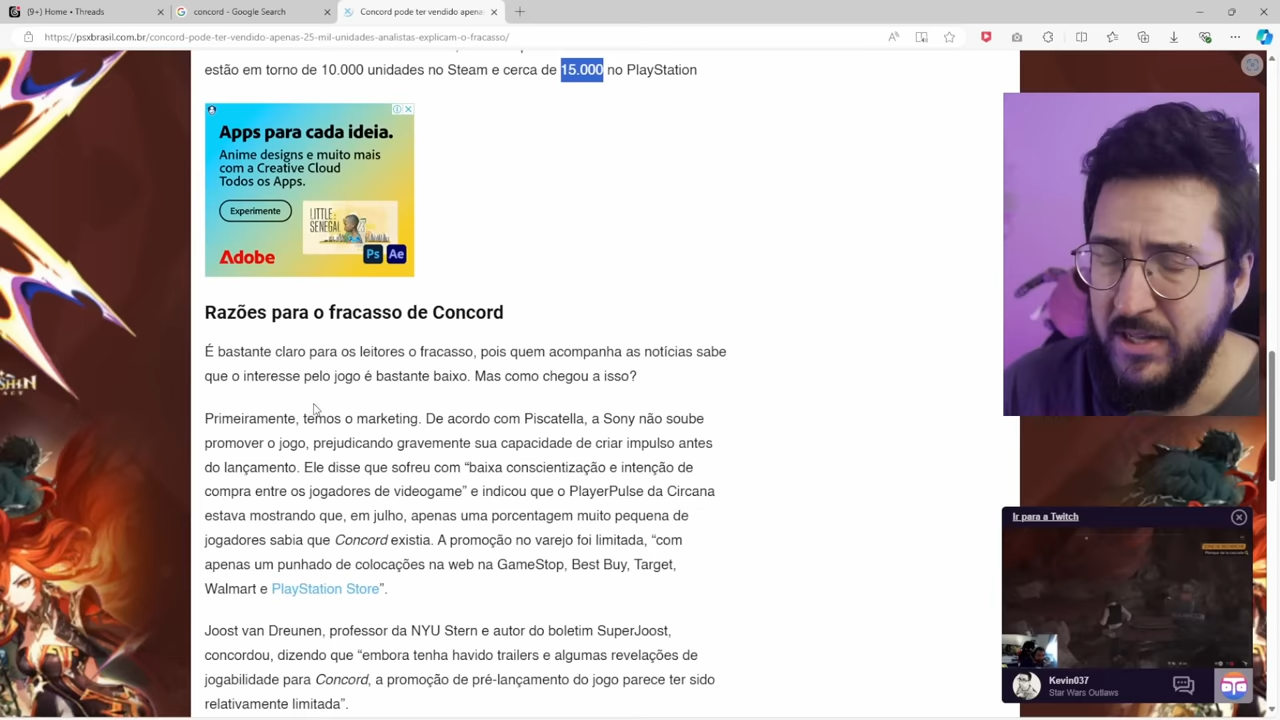 (9+) Home • Threads
concord - Google Search
Concord pode ter vendido apena
https://psxbrasil.com.br/concord-pode-ter-vendido-apenas-25-mil-unidades-analistas-explicam-o-fracasso/
estão em torno de 10.000 unidades no Steam e cerca de 15.000 no PlayStation
Apps para cada ideia.
Anime designs e muito mais
com a Creative Cloud
Todos os Apps.
Experimente
LITTLE
SENEGAL
Adobe
Ps
Ae
Razões para o fracasso de Concord
É bastante claro para os leitores o fracasso, pois quem acompanha as notícias sabe
que o interesse pelo jogo é bastante baixo. Mas como chegou a isso?
Primeiramente, temos o marketing. De acordo com Piscatella, a Sony não soube
promover o jogo, prejudicando gravemente sua capacidade de criar impulso antes
do lançamento. Ele disse que sofreu com “baixa conscientização e intenção de
compra entre os jogadores de videogame” e indicou que o PlayerPulse da Circana
estava mostrando que, em julho, apenas uma porcentagem muito pequena de
jogadores sabia que Concord existia. A promoção no varejo foi limitada, “com
apenas um punhado de colocações na web na GameStop, Best Buy, Target,
Walmart e PlayStation Store”.
Joost van Dreunen, professor da NYU Stern e autor do boletim SuperJoost,
concordou, dizendo que “embora tenha havido trailers e algumas revelações de
jogabilidade para Concord, a promoção de pré-lançamento do jogo parece ter sido
relativamente limitada”.
Ir para a Twitch
Kevin037
Star Wars Outlaws